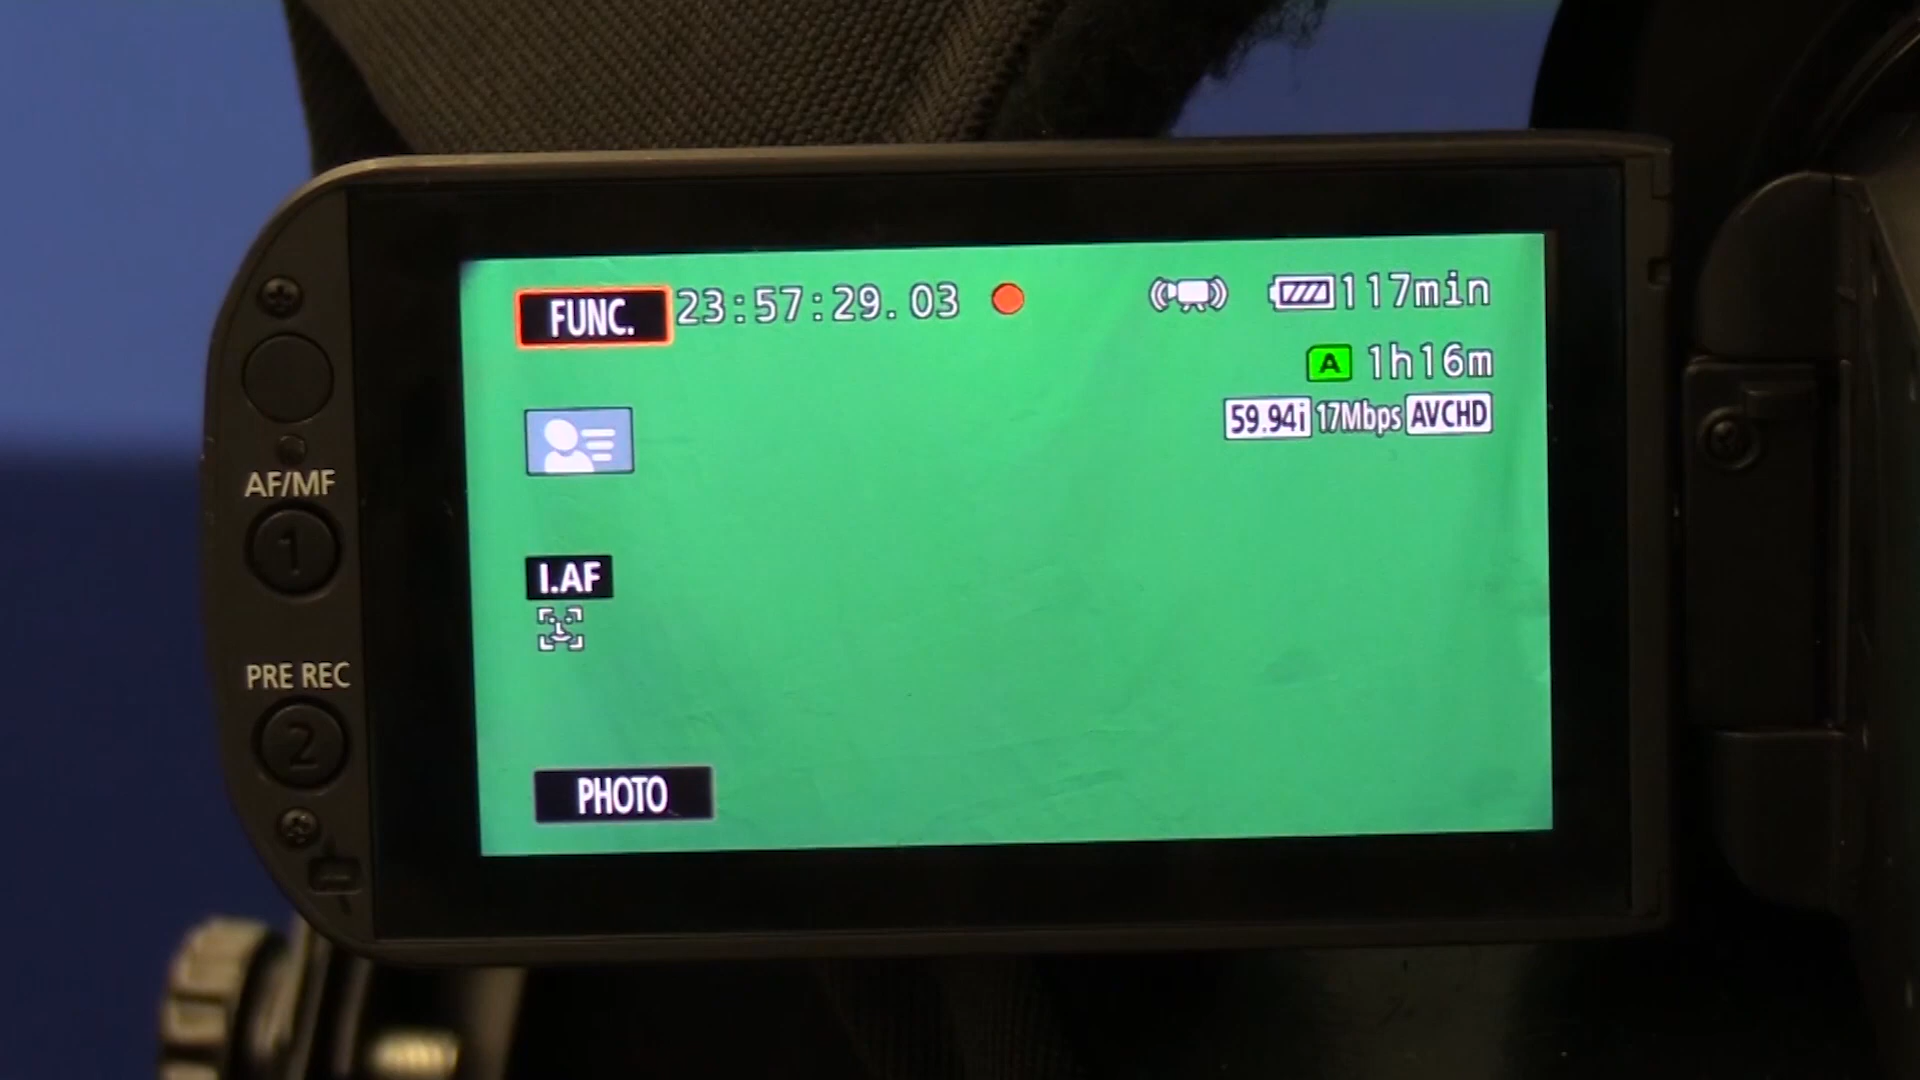 FUNC. 23:57:29.03 117min
A 1h16m
59.94i 17Mbps AVCHD
AF/MF
1
I.AF
PRE REC
2
PHOTO